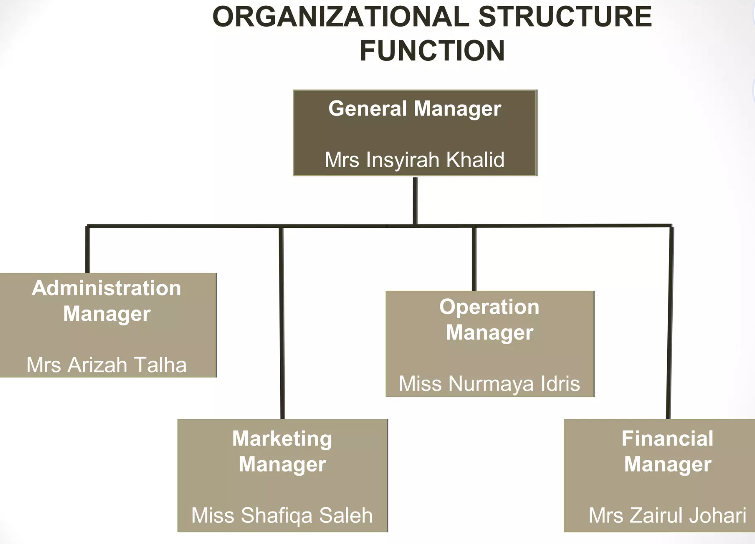 ORGANIZATIONAL STRUCTURE
FUNCTION
General Manager
Mrs Insyirah Khalid
Administration
Manager
Mrs Arizah Talha
Operation
Manager
Miss Nurmaya Idris
Marketing
Manager
Miss Shafiqa Saleh
Financial
Manager
Mrs Zairul Johari